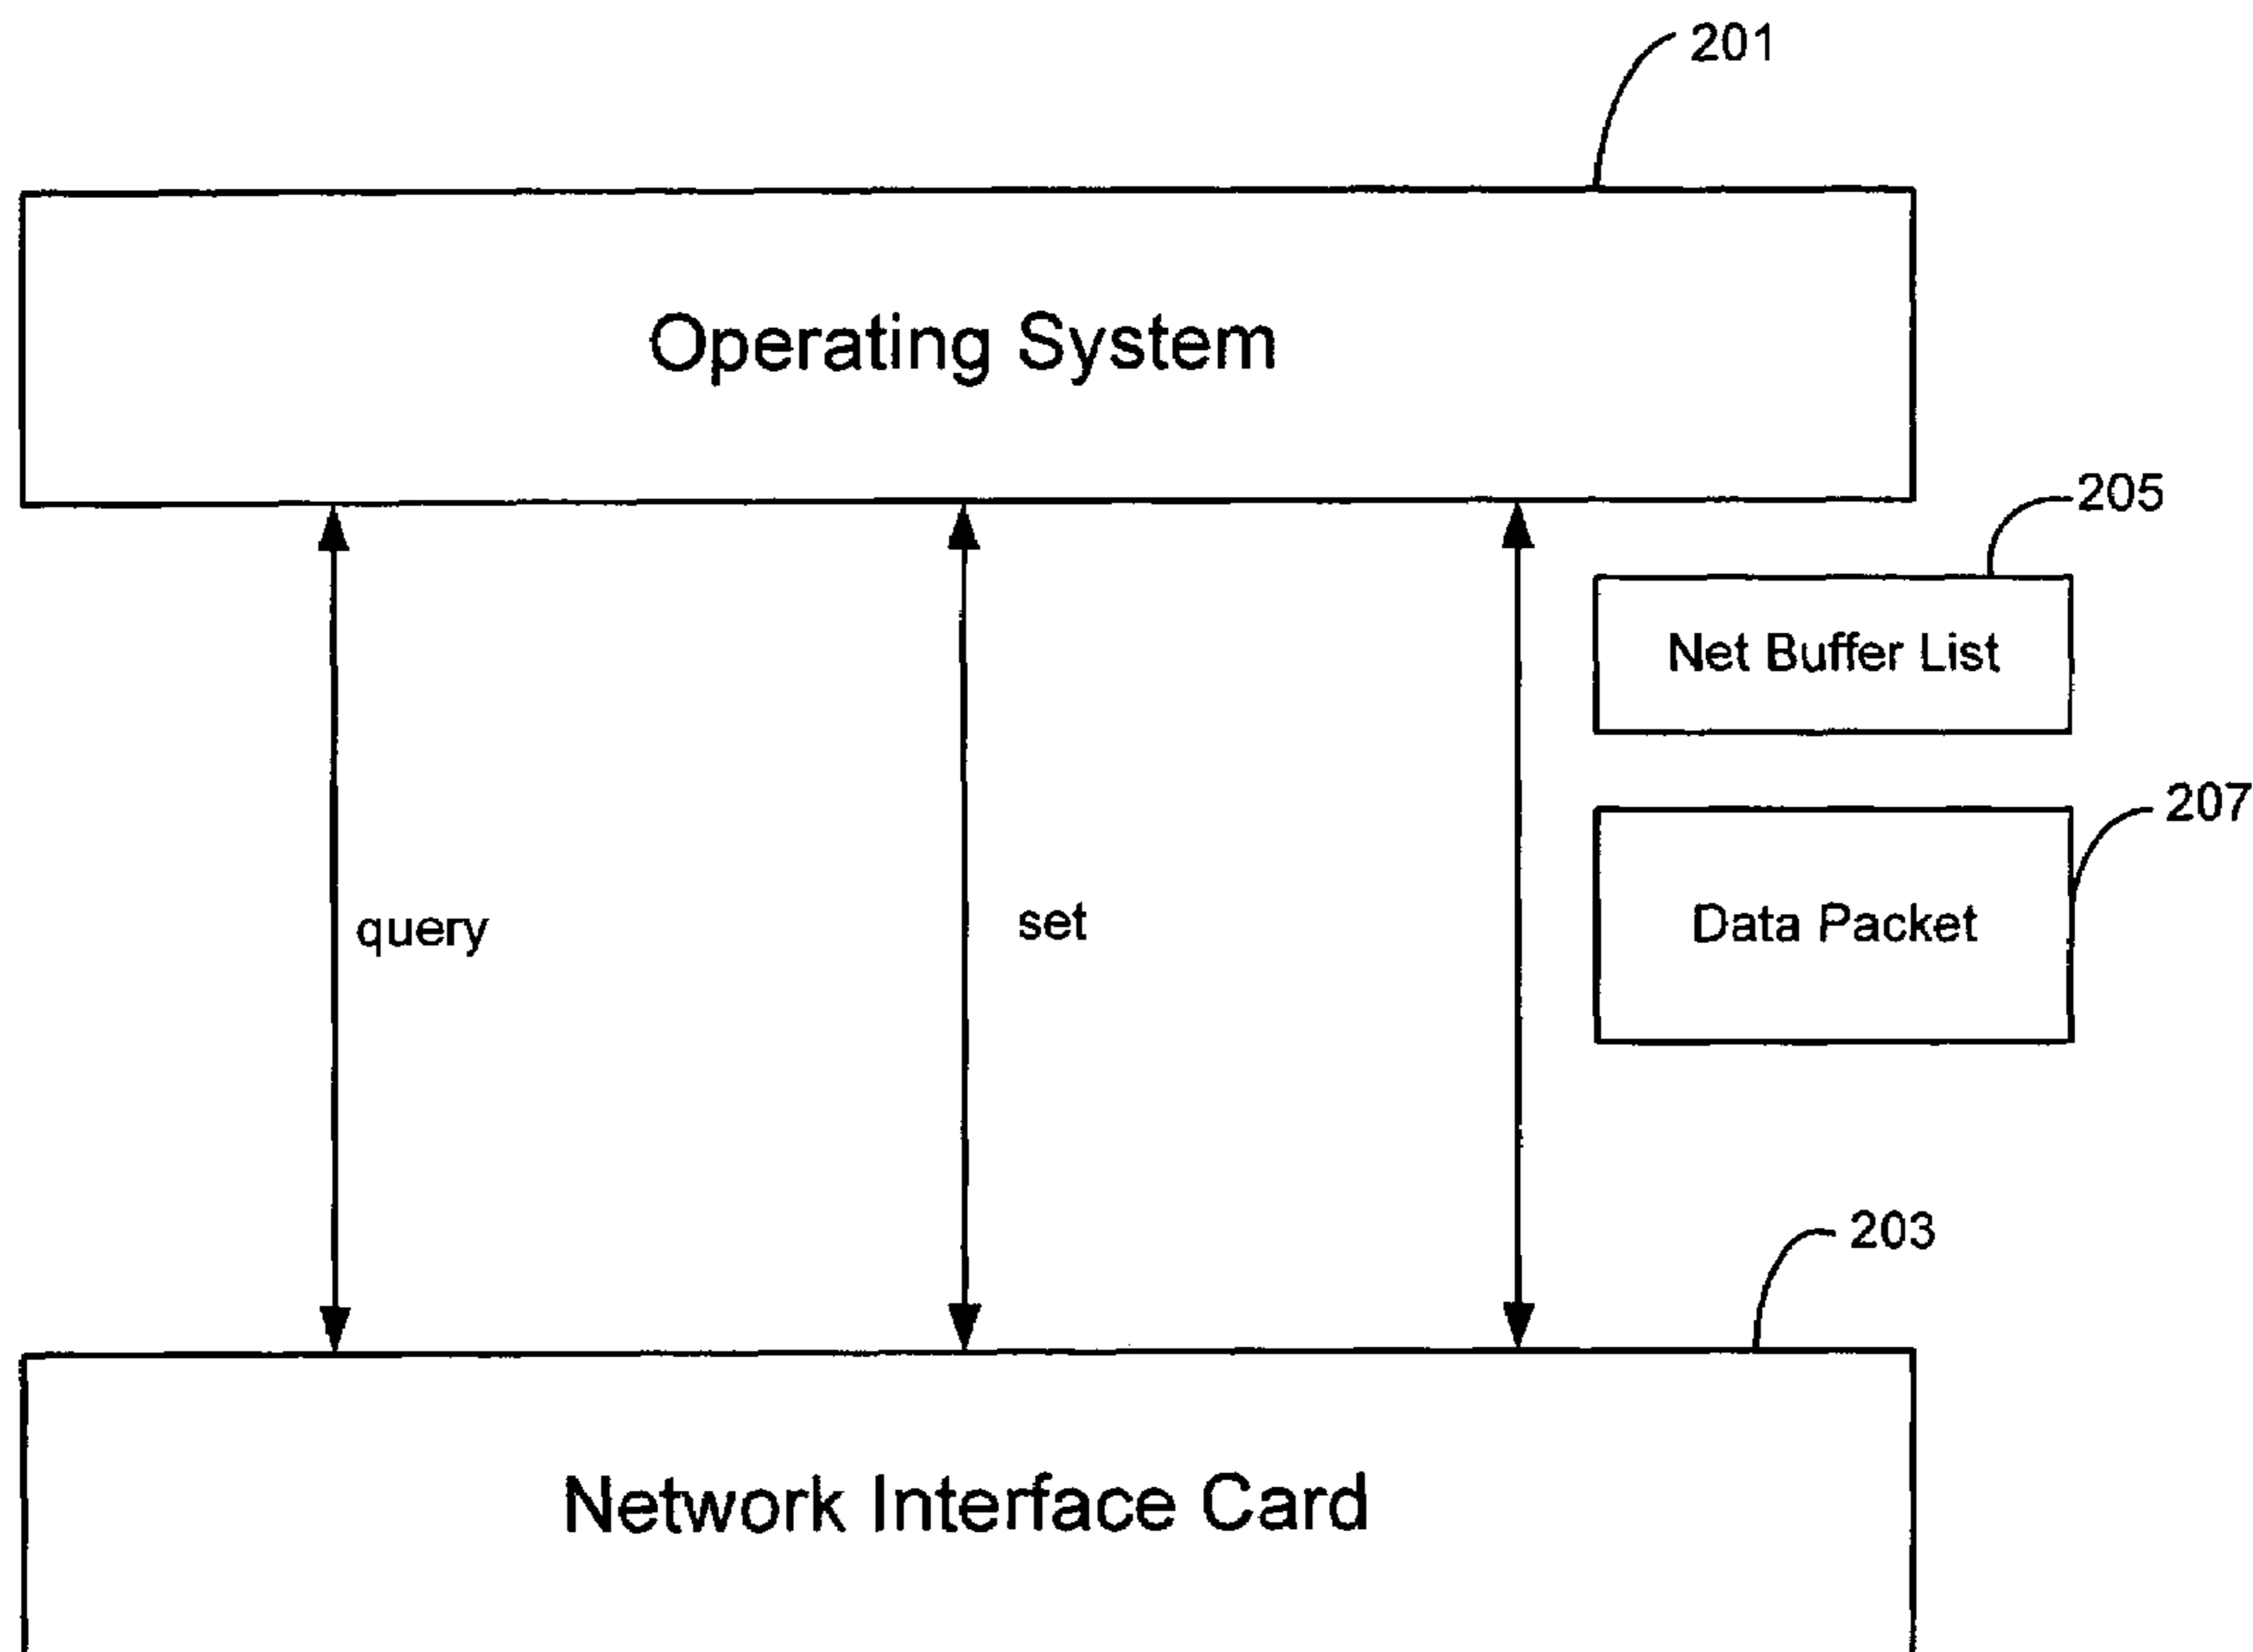 201
Operating System
205
Net Buffer List
207
query
set
Data Packet
203
Network Interface Card